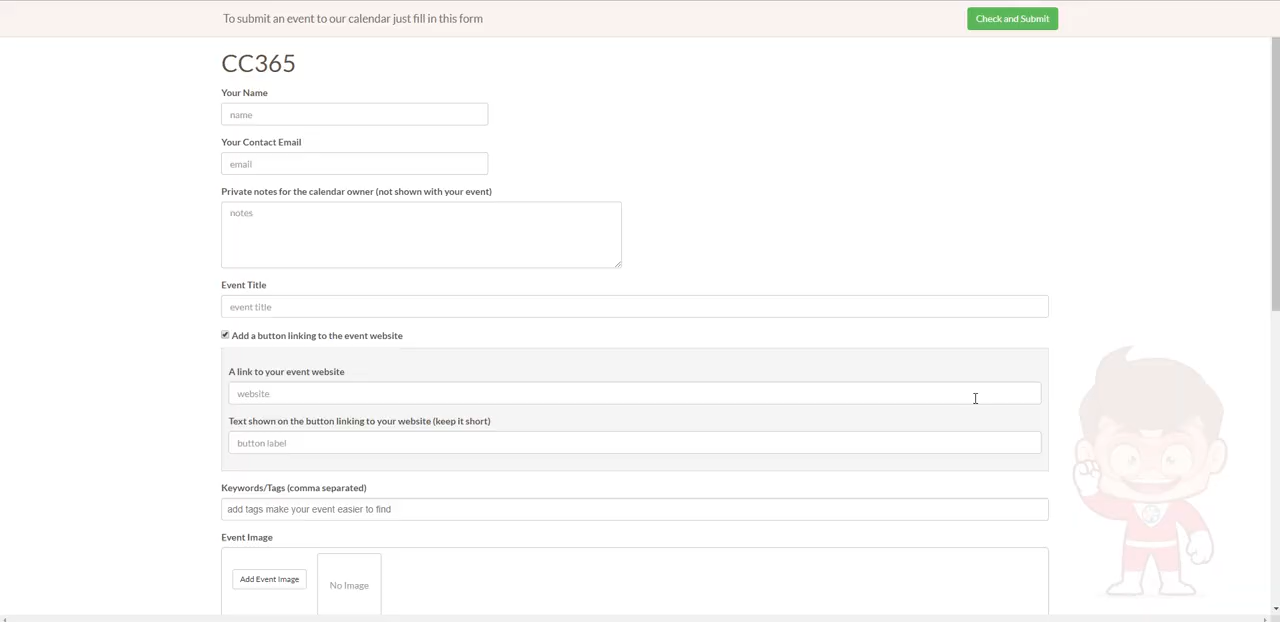 To submit an event to our calendar just fill in this form
Check and Submit
CC365
Your Name
name
Your Contact Email
email
Private notes for the calendar owner (not shown with your event)
notes
Event Title
event title
Add a button linking to the event website
A link to your event website
website
Text shown on the button linking to your website (keep it short)
button label
Keywords/Tags (comma separated)
add tags make your event easier to find
Event Image
Add Event Image
No Image